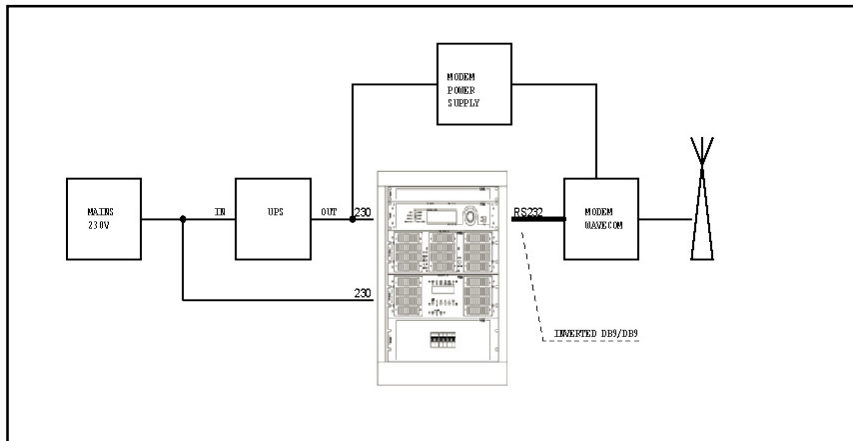 MODEM
POWER
SUPPLY
MAINS
230V
IN
UPS
OUT
230
RS232
MODEM
WAVECOM
230
INVERTED DB9/DB9